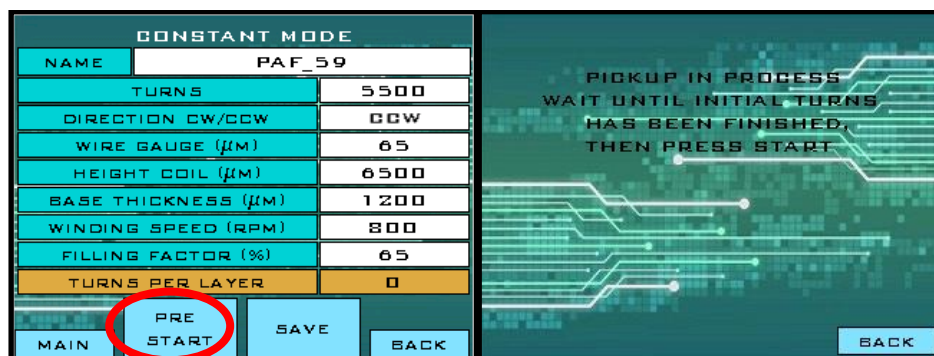 CONSTANT MODE
NAME PAF_59
TURNS 5500
DIRECTION CW/CCW CCW
WIRE GAUGE (µM) 65
HEIGHT COIL (µM) 6500
BASE THICKNESS (µM) 1200
WINDING SPEED (RPM) 800
FILLING FACTOR (%) 65
TURNS PER LAYER 0
MAIN
PRE
START
SAVE
BACK
PICKUP IN PROCESS
WAIT UNTIL INITIAL TURNS
HAS BEEN FINISHED,
THEN PRESS START
BACK